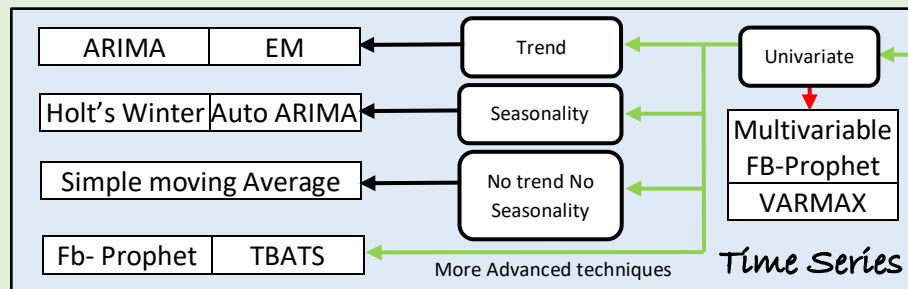 ARIMA EM
Trend
Univariate
Holt's Winter Auto ARIMA
Seasonality
Multivariable
FB-Prophet
VARMAX
Simple moving Average
No trend No
Seasonality
Fb- Prophet TBATS
More Advanced techniques
Time Series